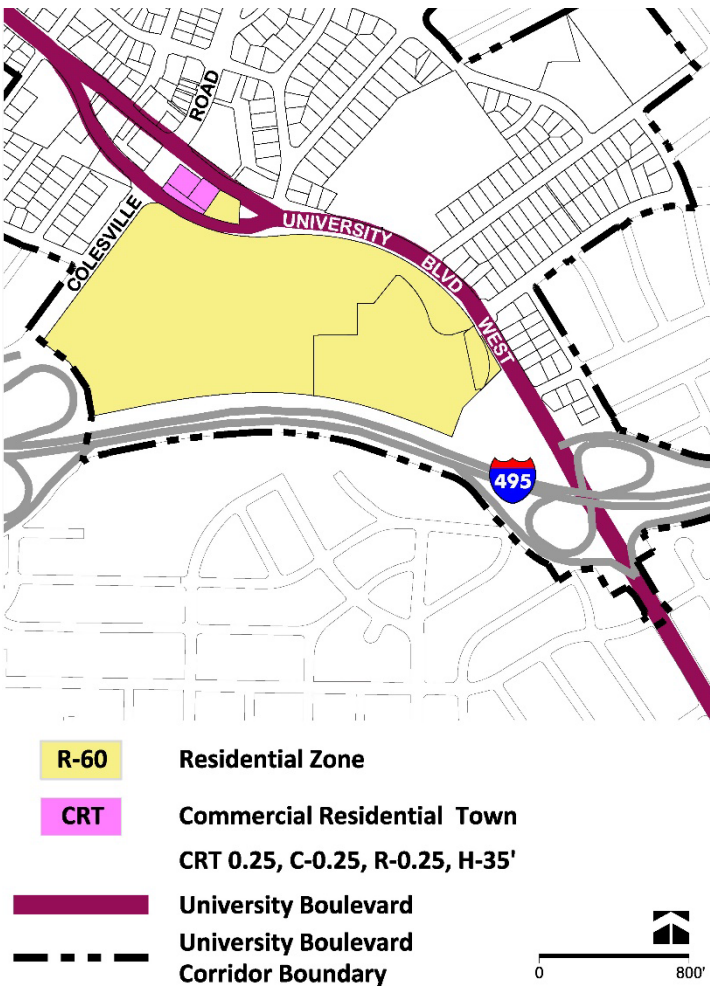 ROAD
COLESVILLE
UNIVERSITY
BLVD
WEST
495
R-60 Residential Zone
CRT Commercial Residential Town
CRT 0.25, C-0.25, R-0.25, H-35'
University Boulevard
University Boulevard
Corridor Boundary
0 800'